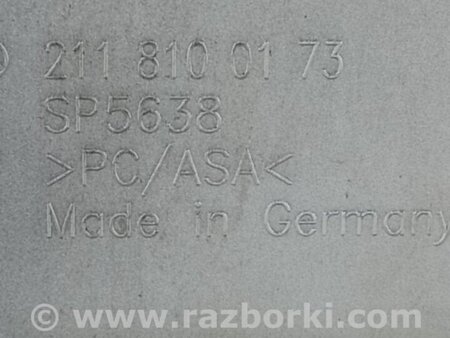 211 810 01 73
SP5638
>PC/ASA<
Made in Germany
© www.razborki.com